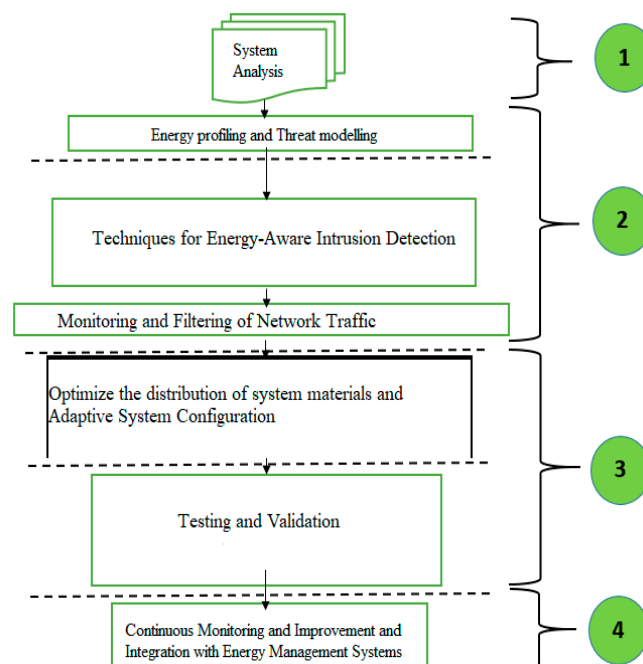 System
Analysis
1
Energy profiling and Threat modelling
2
Techniques for Energy-Aware Intrusion Detection
Monitoring and Filtering of Network Traffic
Optimize the distribution of system materials and
Adaptive System Configuration
3
Testing and Validation
4
Continuous Monitoring and Improvement and
Integration with Energy Management Systems